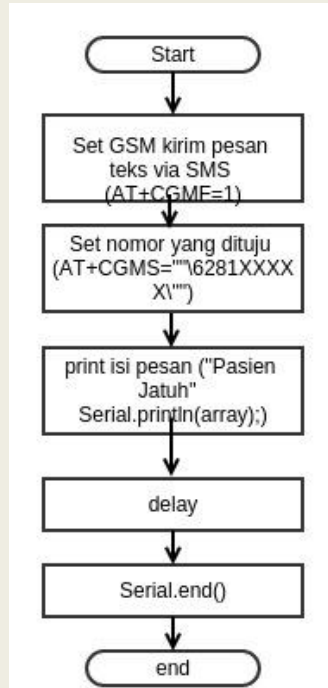 Start
Set GSM kirim pesan
teks via SMS
(AT+CGMF=1)
Set nomor yang dituju
(AT+CGMS=""\6281XXXX
X\"")
print isi pesan ("Pasien
Jatuh"
Serial.println(array);)
delay
Serial.end()
end